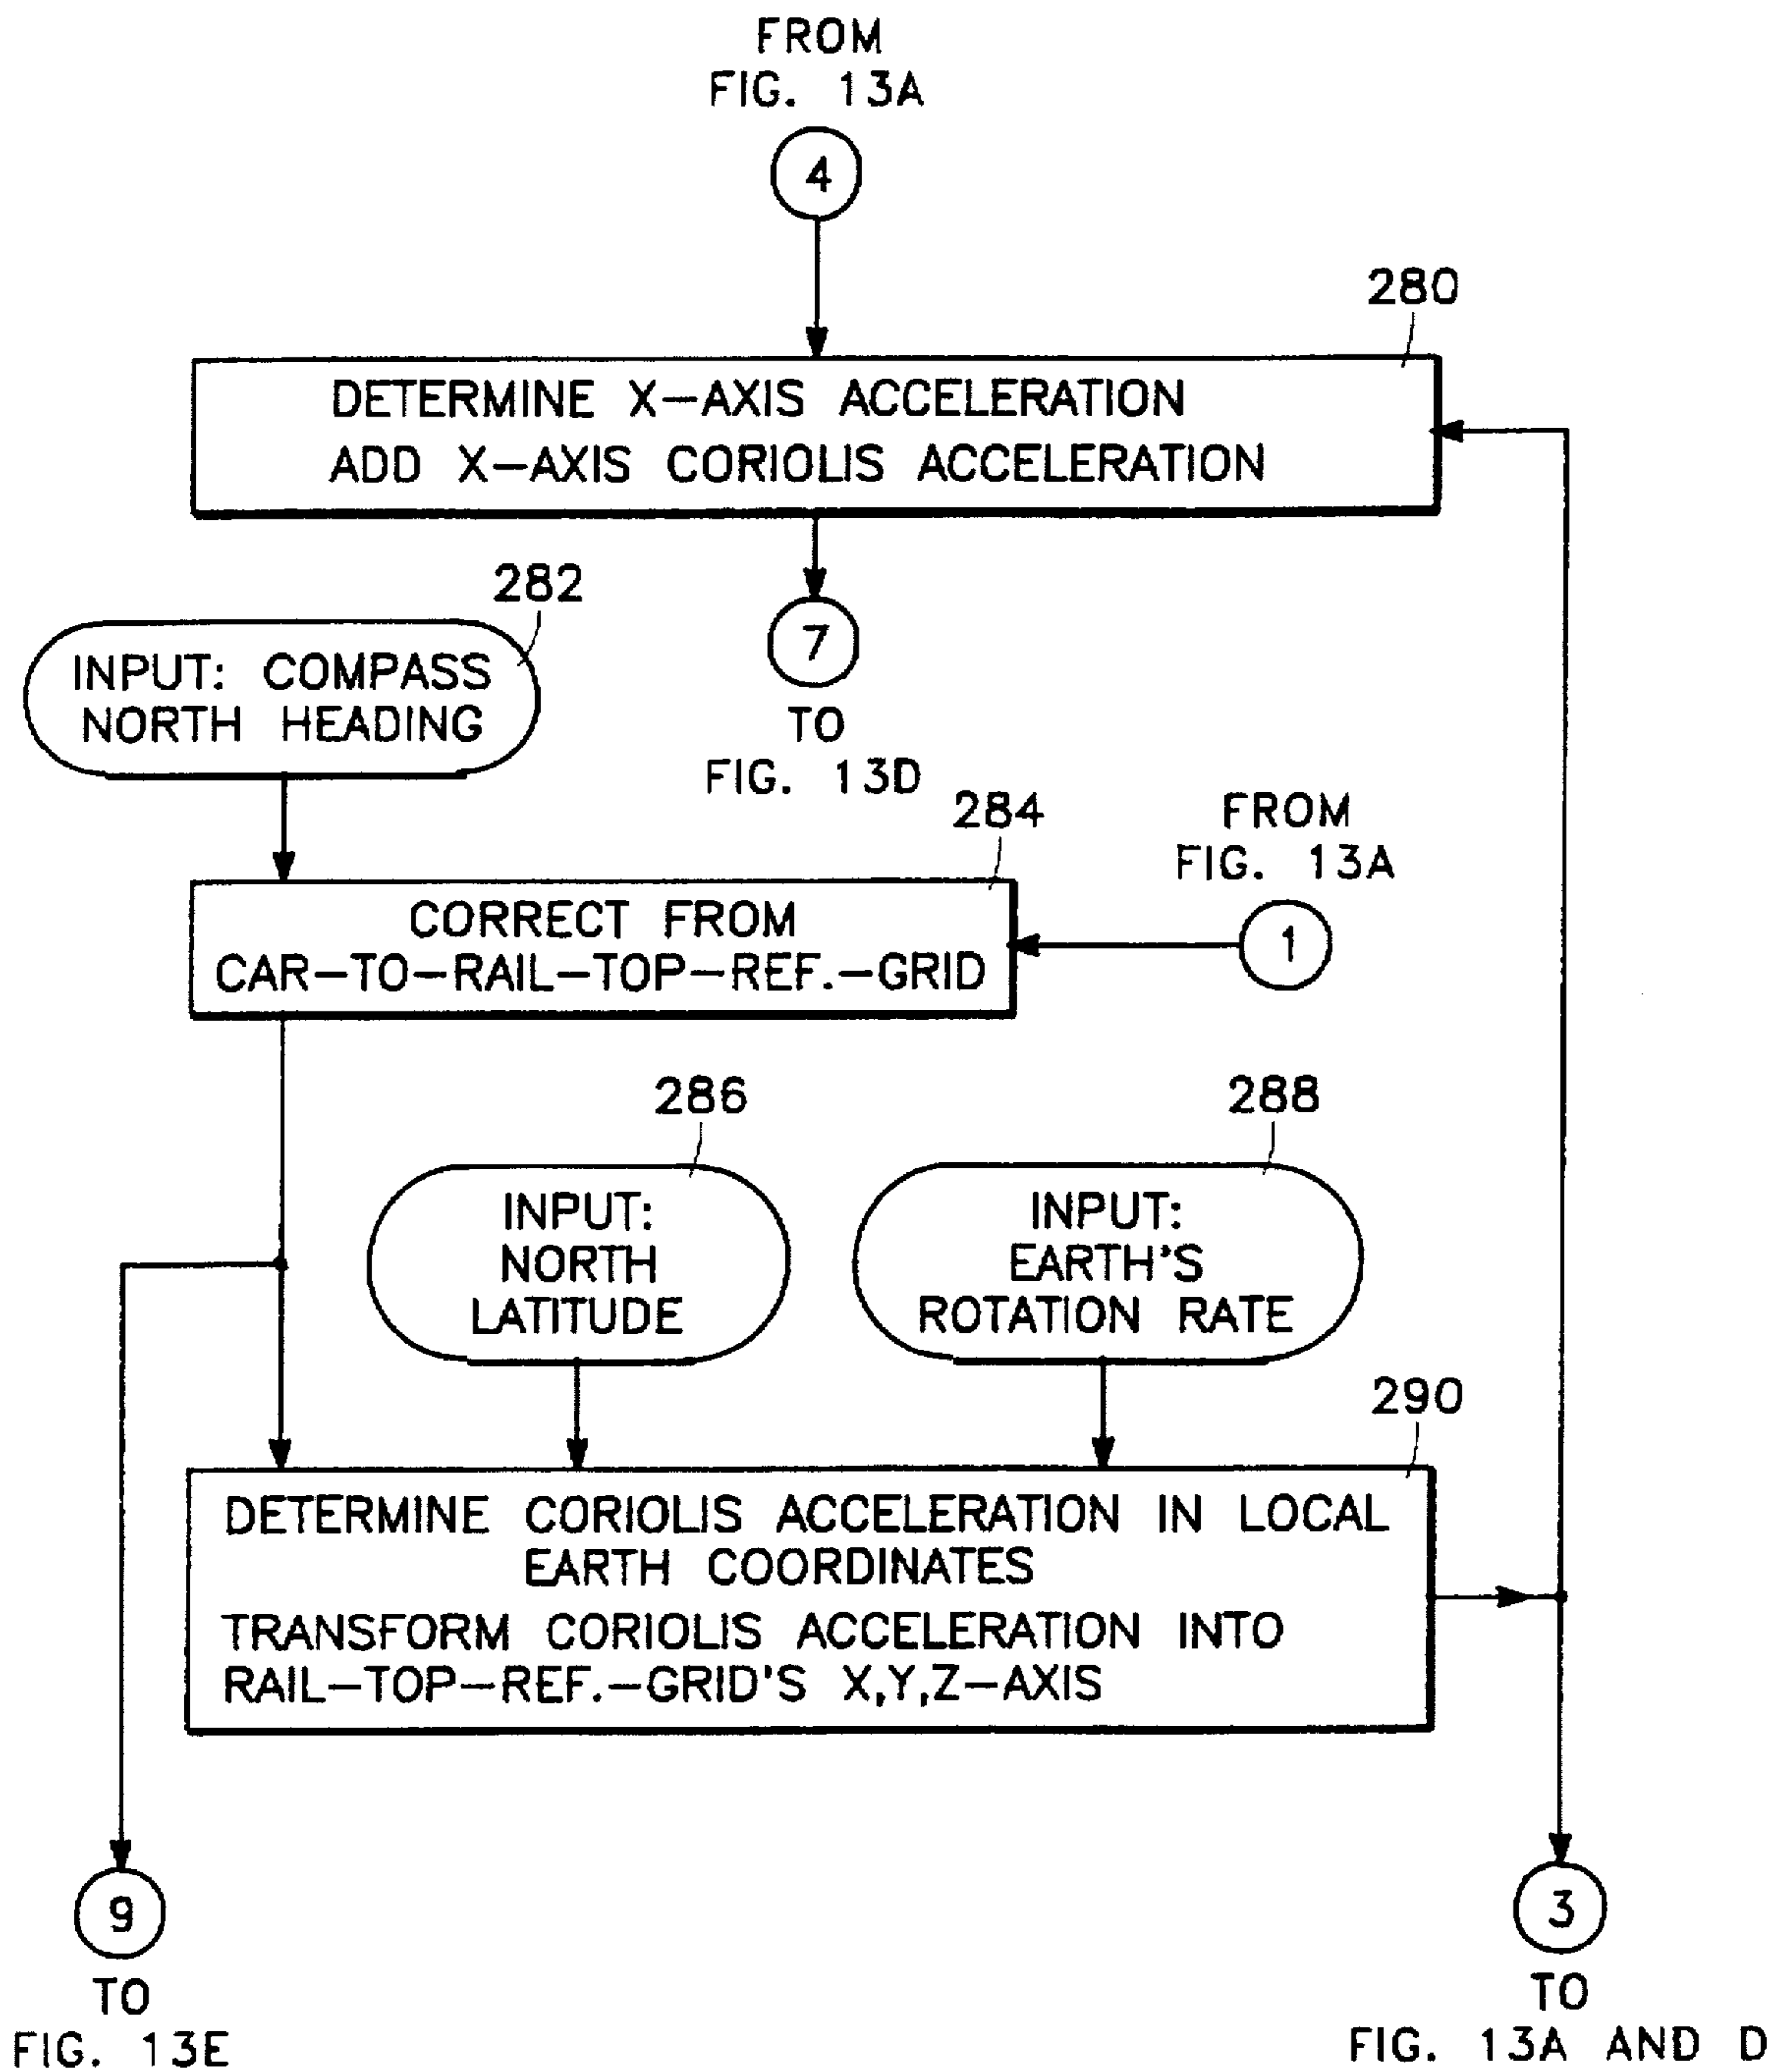 FROM
FIG. 13A
4
280
DETERMINE X-AXIS ACCELERATION
ADD X-AXIS CORIOLIS ACCELERATION
282
INPUT: COMPASS
NORTH HEADING
7
TO
FIG. 13D
284
FROM
FIG. 13A
CORRECT FROM
CAR-TO-RAIL-TOP-REF.-GRID
1
286
288
INPUT:
NORTH
LATITUDE
INPUT:
EARTH'S
ROTATION RATE
290
DETERMINE CORIOLIS ACCELERATION IN LOCAL
EARTH COORDINATES
TRANSFORM CORIOLIS ACCELERATION INTO
RAIL-TOP-REF.-GRID'S X,Y,Z-AXIS
9
TO
FIG. 13E
3
TO
FIG. 13A AND D